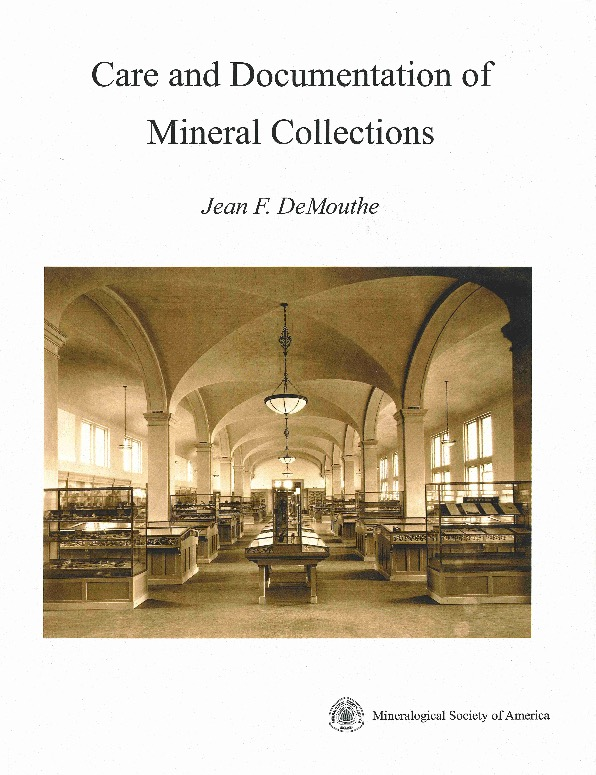 Care and Documentation of
Mineral Collections
Jean F. DeMouthe
Mineralogical Society of America